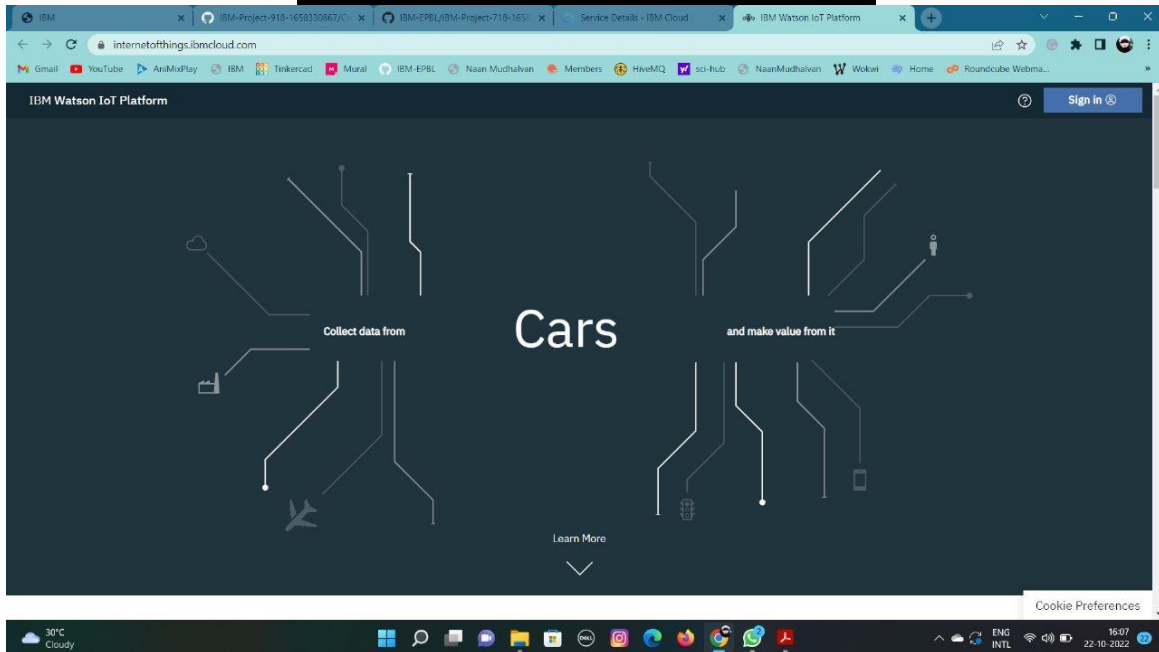 IBM
IBM-Project-918-1658330867/C
IBM-EPBL/IBM-Project-718-165
Service Details - IBM Cloud
IBM Watson IoT Platform
internetofthings.ibmcloud.com
Gmail YouTube AniMixPlay IBM Tinkercad Mural IBM-EPBL Naan Mudhalvan Members HiveMQ sci-hub NaanMudhalvan Wokwi Home Roundcube Webma...
IBM Watson IoT Platform
Sign in
Collect data from
Cars
and make value from it
Learn More
Cookie Preferences
30°C
Cloudy
DELL
ENG
INTL
16:07
22-10-2022
22